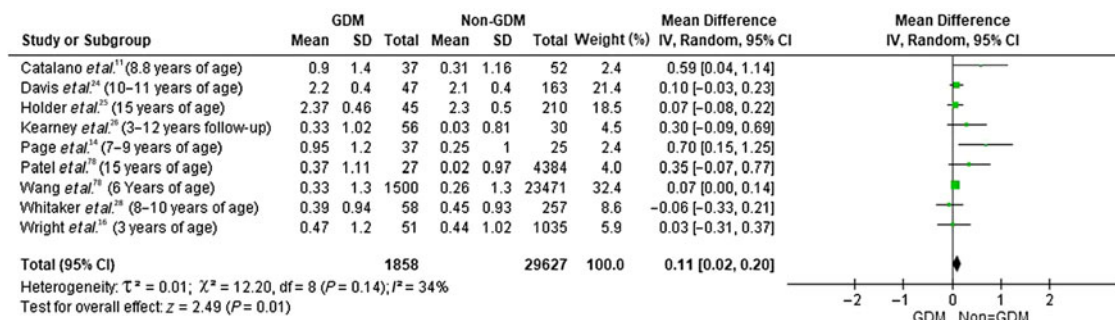 GDM Non-GDM Mean Difference Mean Difference
Study or Subgroup Mean SD Total Mean SD Total Weight (%) IV, Random, 95% CI IV, Random, 95% CI
Catalano et al.¹¹ (8.8 years of age) 0.9 1.4 37 0.31 1.16 52 2.4 0.59 [0.04, 1.14]
Davis et al.²⁴ (10–11 years of age) 2.2 0.4 47 2.1 0.4 163 21.4 0.10 [-0.03, 0.23]
Holder et al.²⁵ (15 years of age) 2.37 0.46 45 2.3 0.5 210 18.5 0.07 [-0.08, 0.22]
Kearney et al. (3–12 years follow-up) 0.33 1.02 56 0.03 0.81 30 4.5 0.30 [-0.09, 0.69]
Page et al.¹⁴ (7–9 years of age) 0.95 1.2 37 0.25 1 25 2.4 0.70 [0.15, 1.25]
Patel et al. (15 years of age) 0.37 1.11 27 0.02 0.97 4384 4.0 0.35 [-0.07, 0.77]
Wang et al. (6 Years of age) 0.33 1.3 1500 0.26 1.3 23471 32.4 0.07 [0.00, 0.14]
Whitaker et al.²⁸ (8–10 years of age) 0.39 0.94 58 0.45 0.93 257 8.6 -0.06 [-0.33, 0.21]
Wright et al.¹⁶ (3 years of age) 0.47 1.2 51 0.44 1.02 1035 5.9 0.03 [-0.31, 0.37]
Total (95% CI) 1858 29627 100.0 0.11 [0.02, 0.20]
Heterogeneity: τ² = 0.01; χ² = 12.20, df = 8 (P = 0.14); I² = 34%
Test for overall effect: z = 2.49 (P = 0.01)
−2 −1 0 1 2
GDM Non=GDM